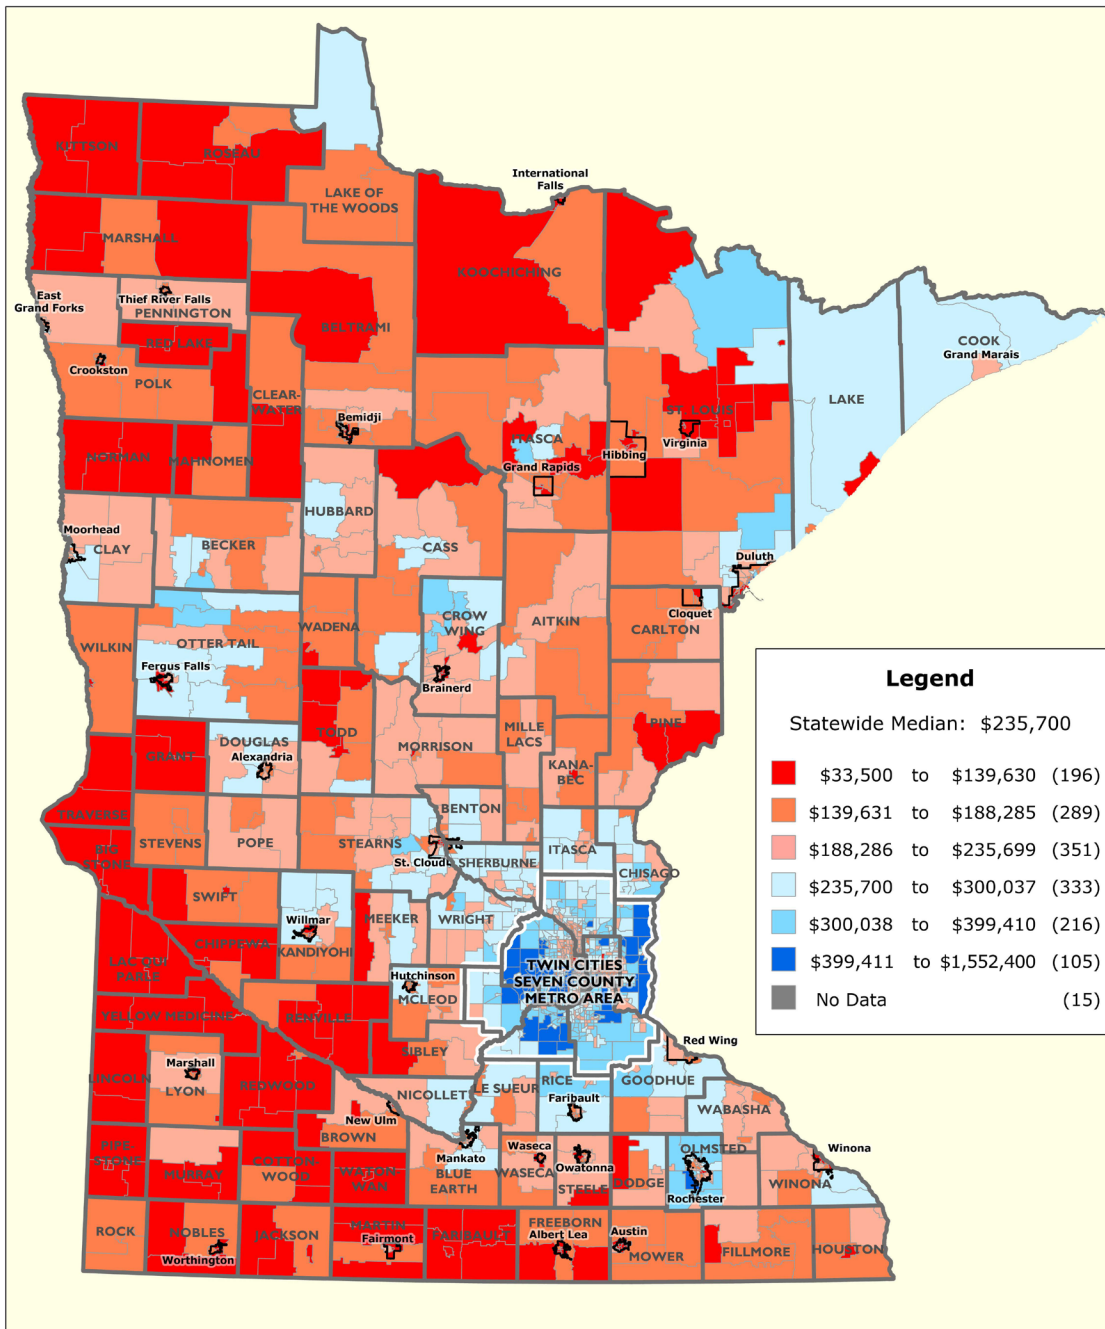 KITTSON
ROSEAU
LAKE OF
THE WOODS
International
Falls
MARSHALL
KOOCHICHING
East
Grand Forks
Thief River Falls
PENNINGTON
BELTRAMI
RED LAKE
COOK
Grand Marais
Crookston
POLK
CLEAR-
WATER
LAKE
Bemidji
ST. LOUIS
Virginia
ITASCA
Hibbing
NORMAN
MAHNOMEN
Grand Rapids
HUBBARD
Moorhead
CLAY
BECKER
CASS
Duluth
Cloquet
CROW
WING
AITKIN
CARLTON
WADENA
WILKIN
OTTER TAIL
Fergus Falls
Brainerd
PINE
MILLE
LACS
TODD
MORRISON
DOUGLAS
Alexandria
GRANT
KANA-
BEC
TRAVERSE
BENTON
STEVENS
POPE
STEARNS
St. Cloud
SHERBURNE
ITASCA
CHISAGO
BIG
STONE
SWIFT
Willmar
KANDIYOHI
MEEKER
WRIGHT
CHIPPEWA
LAC QUI
PARLE
Hutchinson
MCLEOD
TWIN CITIES
SEVEN COUNTY
METRO AREA
YELLOW MEDICINE
RENVILLE
SIBLEY
Red Wing
Marshall
LYON
LINCOLN
REDWOOD
NICOLLET
LE SUEUR
RICE
GOODHUE
Faribault
WABASHA
New Ulm
BROWN
Mankato
Waseca
Owatonna
OLMSTED
Winona
PIPE-
STONE
MURRAY
COTTON-
WOOD
WATON-
WAN
BLUE
EARTH
WASECA
STEELE
DODGE
Rochester
WINONA
ROCK
NOBLES
Worthington
JACKSON
MARTIN
Fairmont
FARIBAULT
FREEBORN
Albert Lea
Austin
MOWER
FILLMORE
HOUSTON
Legend
Statewide Median: $235,700
$33,500 to $139,630 (196)
$139,631 to $188,285 (289)
$188,286 to $235,699 (351)
$235,700 to $300,037 (333)
$300,038 to $399,410 (216)
$399,411 to $1,552,400 (105)
No Data (15)